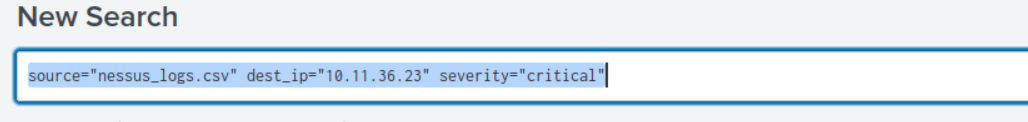 New Search
source="nessus_logs.csv" dest_ip="10.11.36.23" severity="critical"